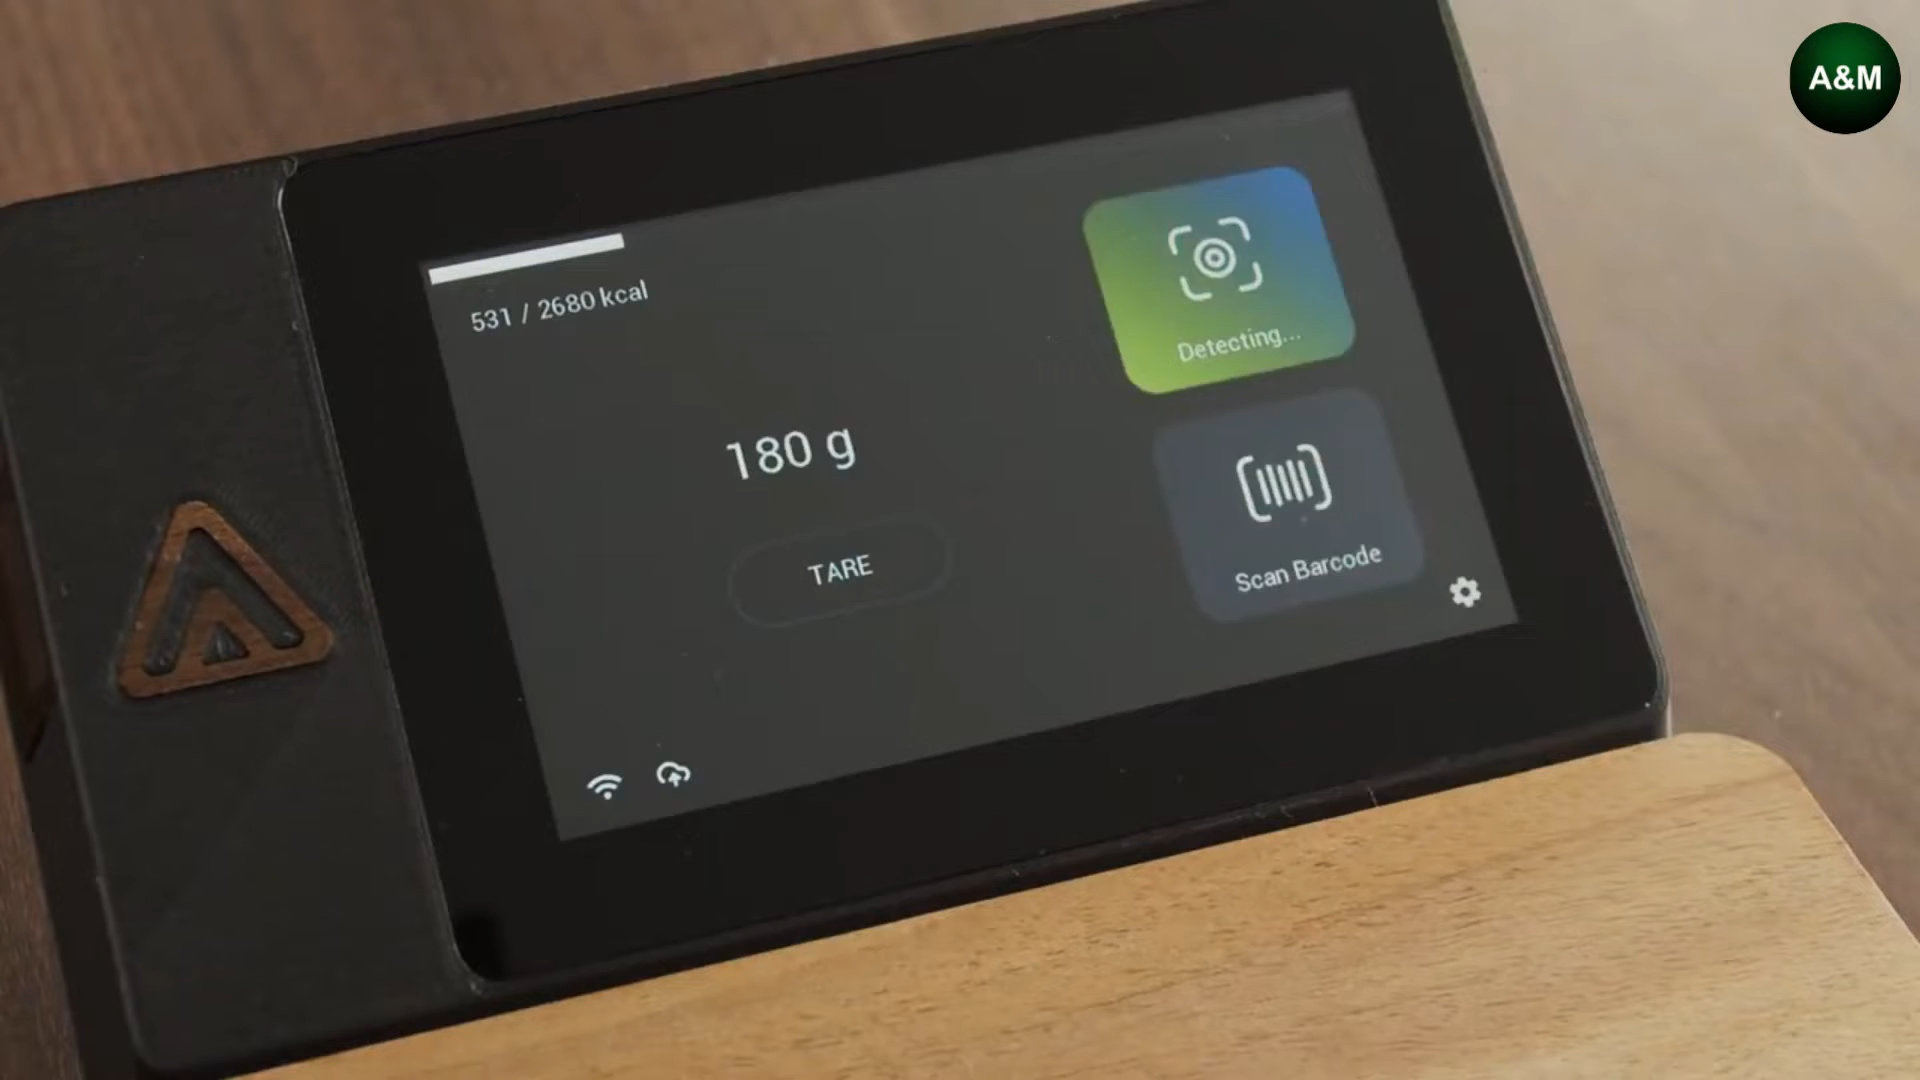 A&M
531 / 2680 kcal
Detecting...
180 g
TARE
Scan Barcode